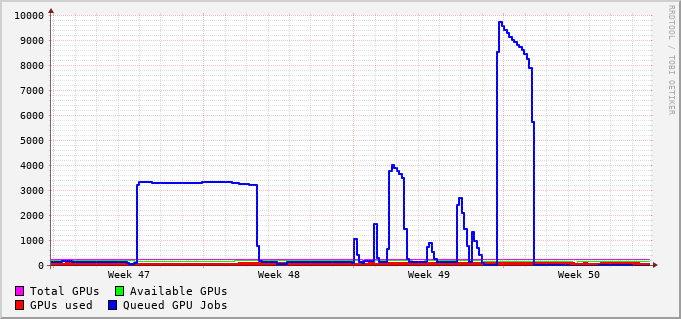 10000
9000
8000
7000
6000
5000
4000
3000
2000
1000
0
Week 47 Week 48 Week 49 Week 50
Total GPUs Available GPUs
GPUs used Queued GPU Jobs
RRDTOOL / TOBI OETIKER